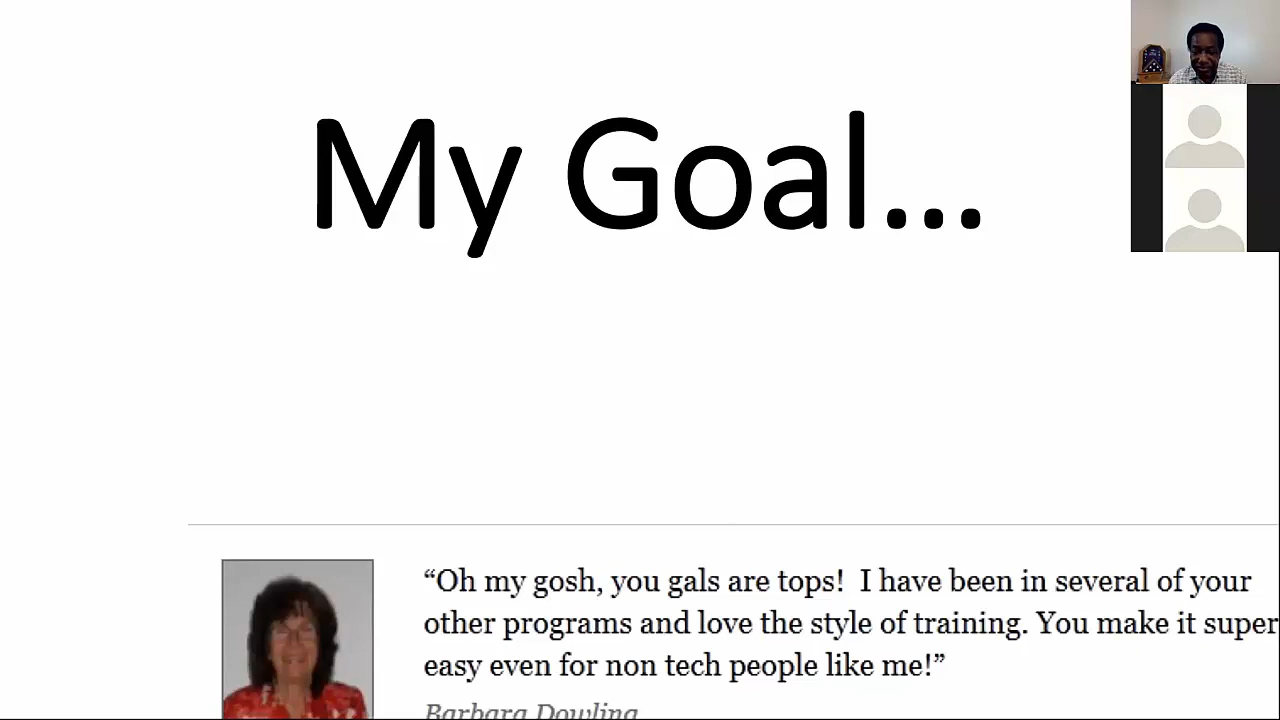 My Goal...
“Oh my gosh, you gals are tops!  I have been in several of your
other programs and love the style of training. You make it super
easy even for non tech people like me!”
Barbara Dowling